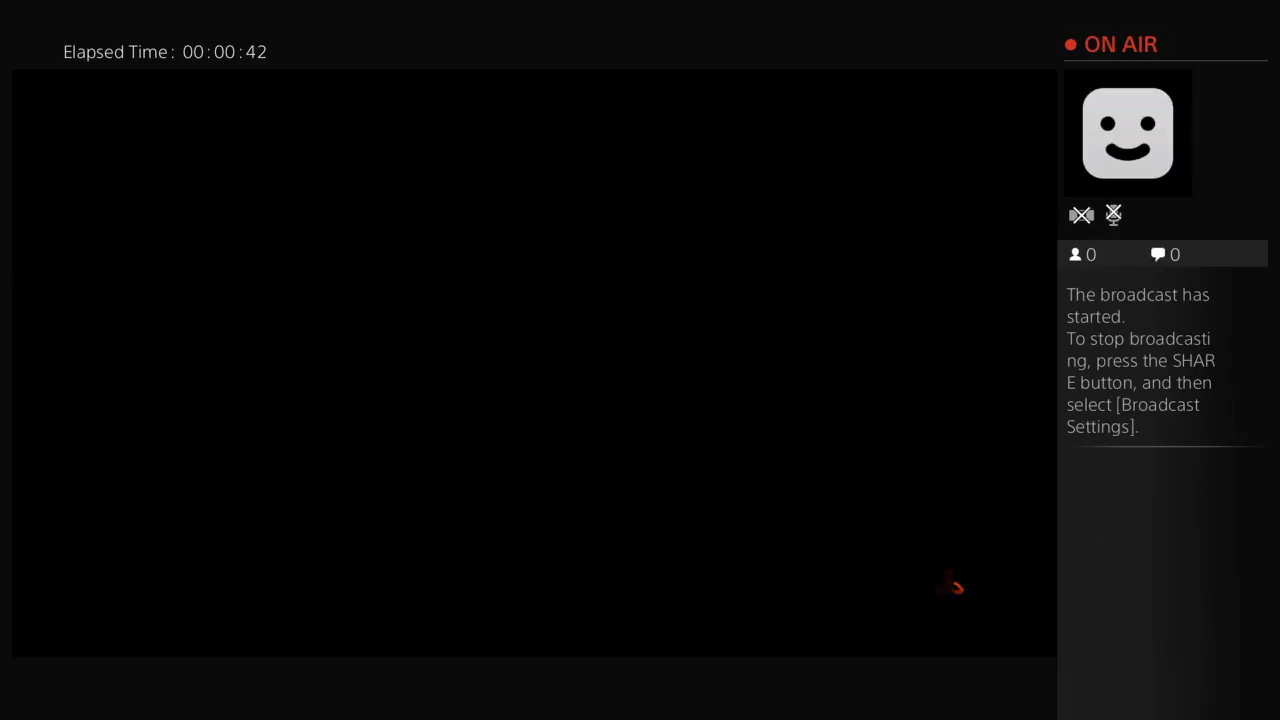 Elapsed Time: 00:00:42
ON AIR
0 0
The broadcast has
started.
To stop broadcasti
ng, press the SHAR
E button, and then
select [Broadcast
Settings].